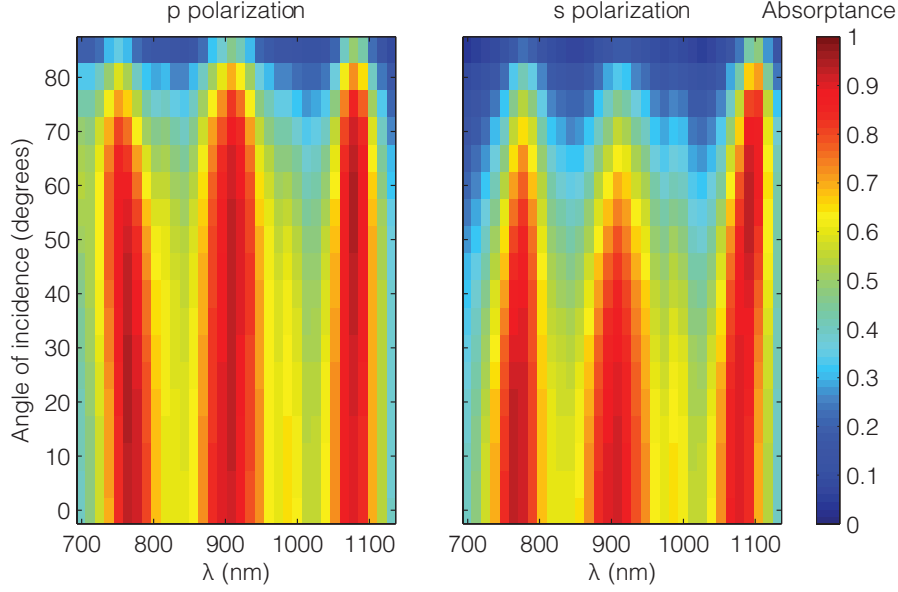 p polarization
s polarization
Absorptance
Angle of incidence (degrees)
80
70
60
50
40
30
20
10
0
700 800 900 1000 1100
λ (nm)
700 800 900 1000 1100
λ (nm)
1
0.9
0.8
0.7
0.6
0.5
0.4
0.3
0.2
0.1
0